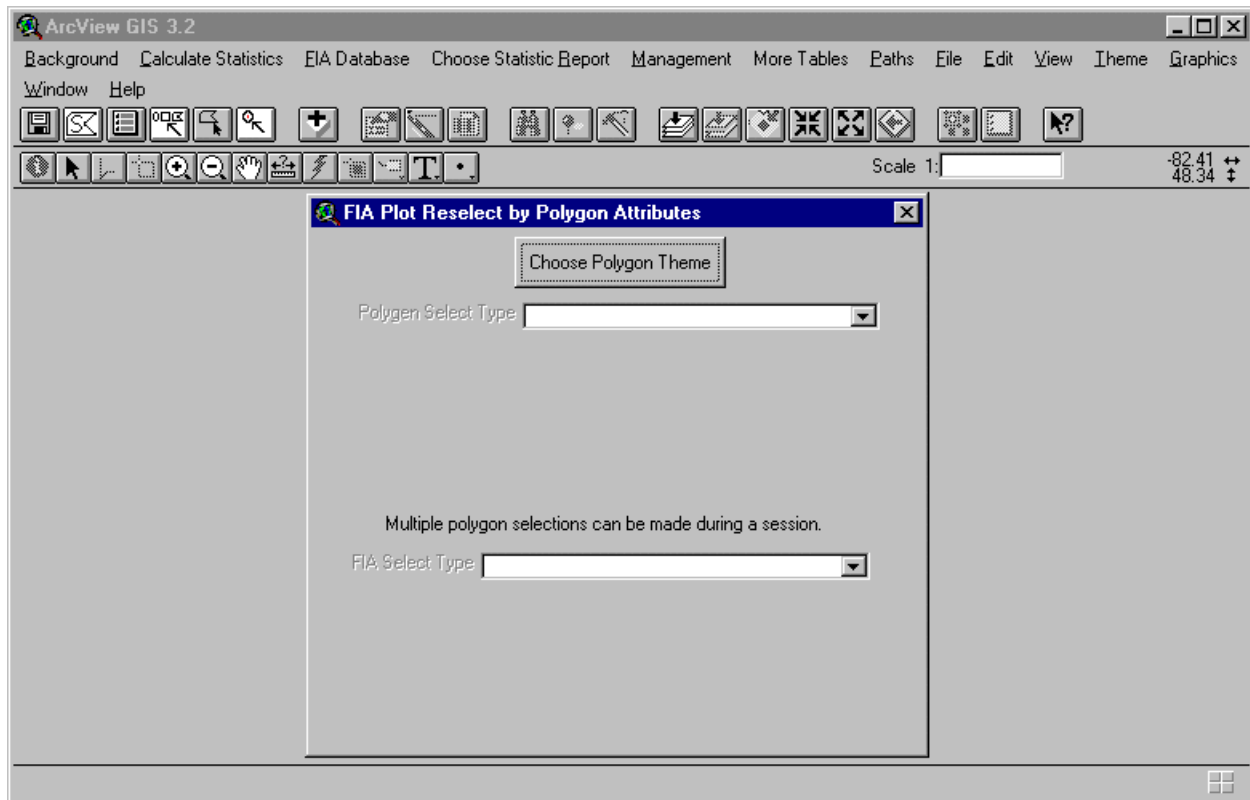 ArcView GIS 3.2
Background Calculate Statistics FIA Database Choose Statistic Report Management More Tables Paths File Edit View Theme Graphics
Window Help
Scale 1:
-82.41
48.34
FIA Plot Reselect by Polygon Attributes
Choose Polygon Theme
Polygen Select Type
Multiple polygon selections can be made during a session.
FIA Select Type